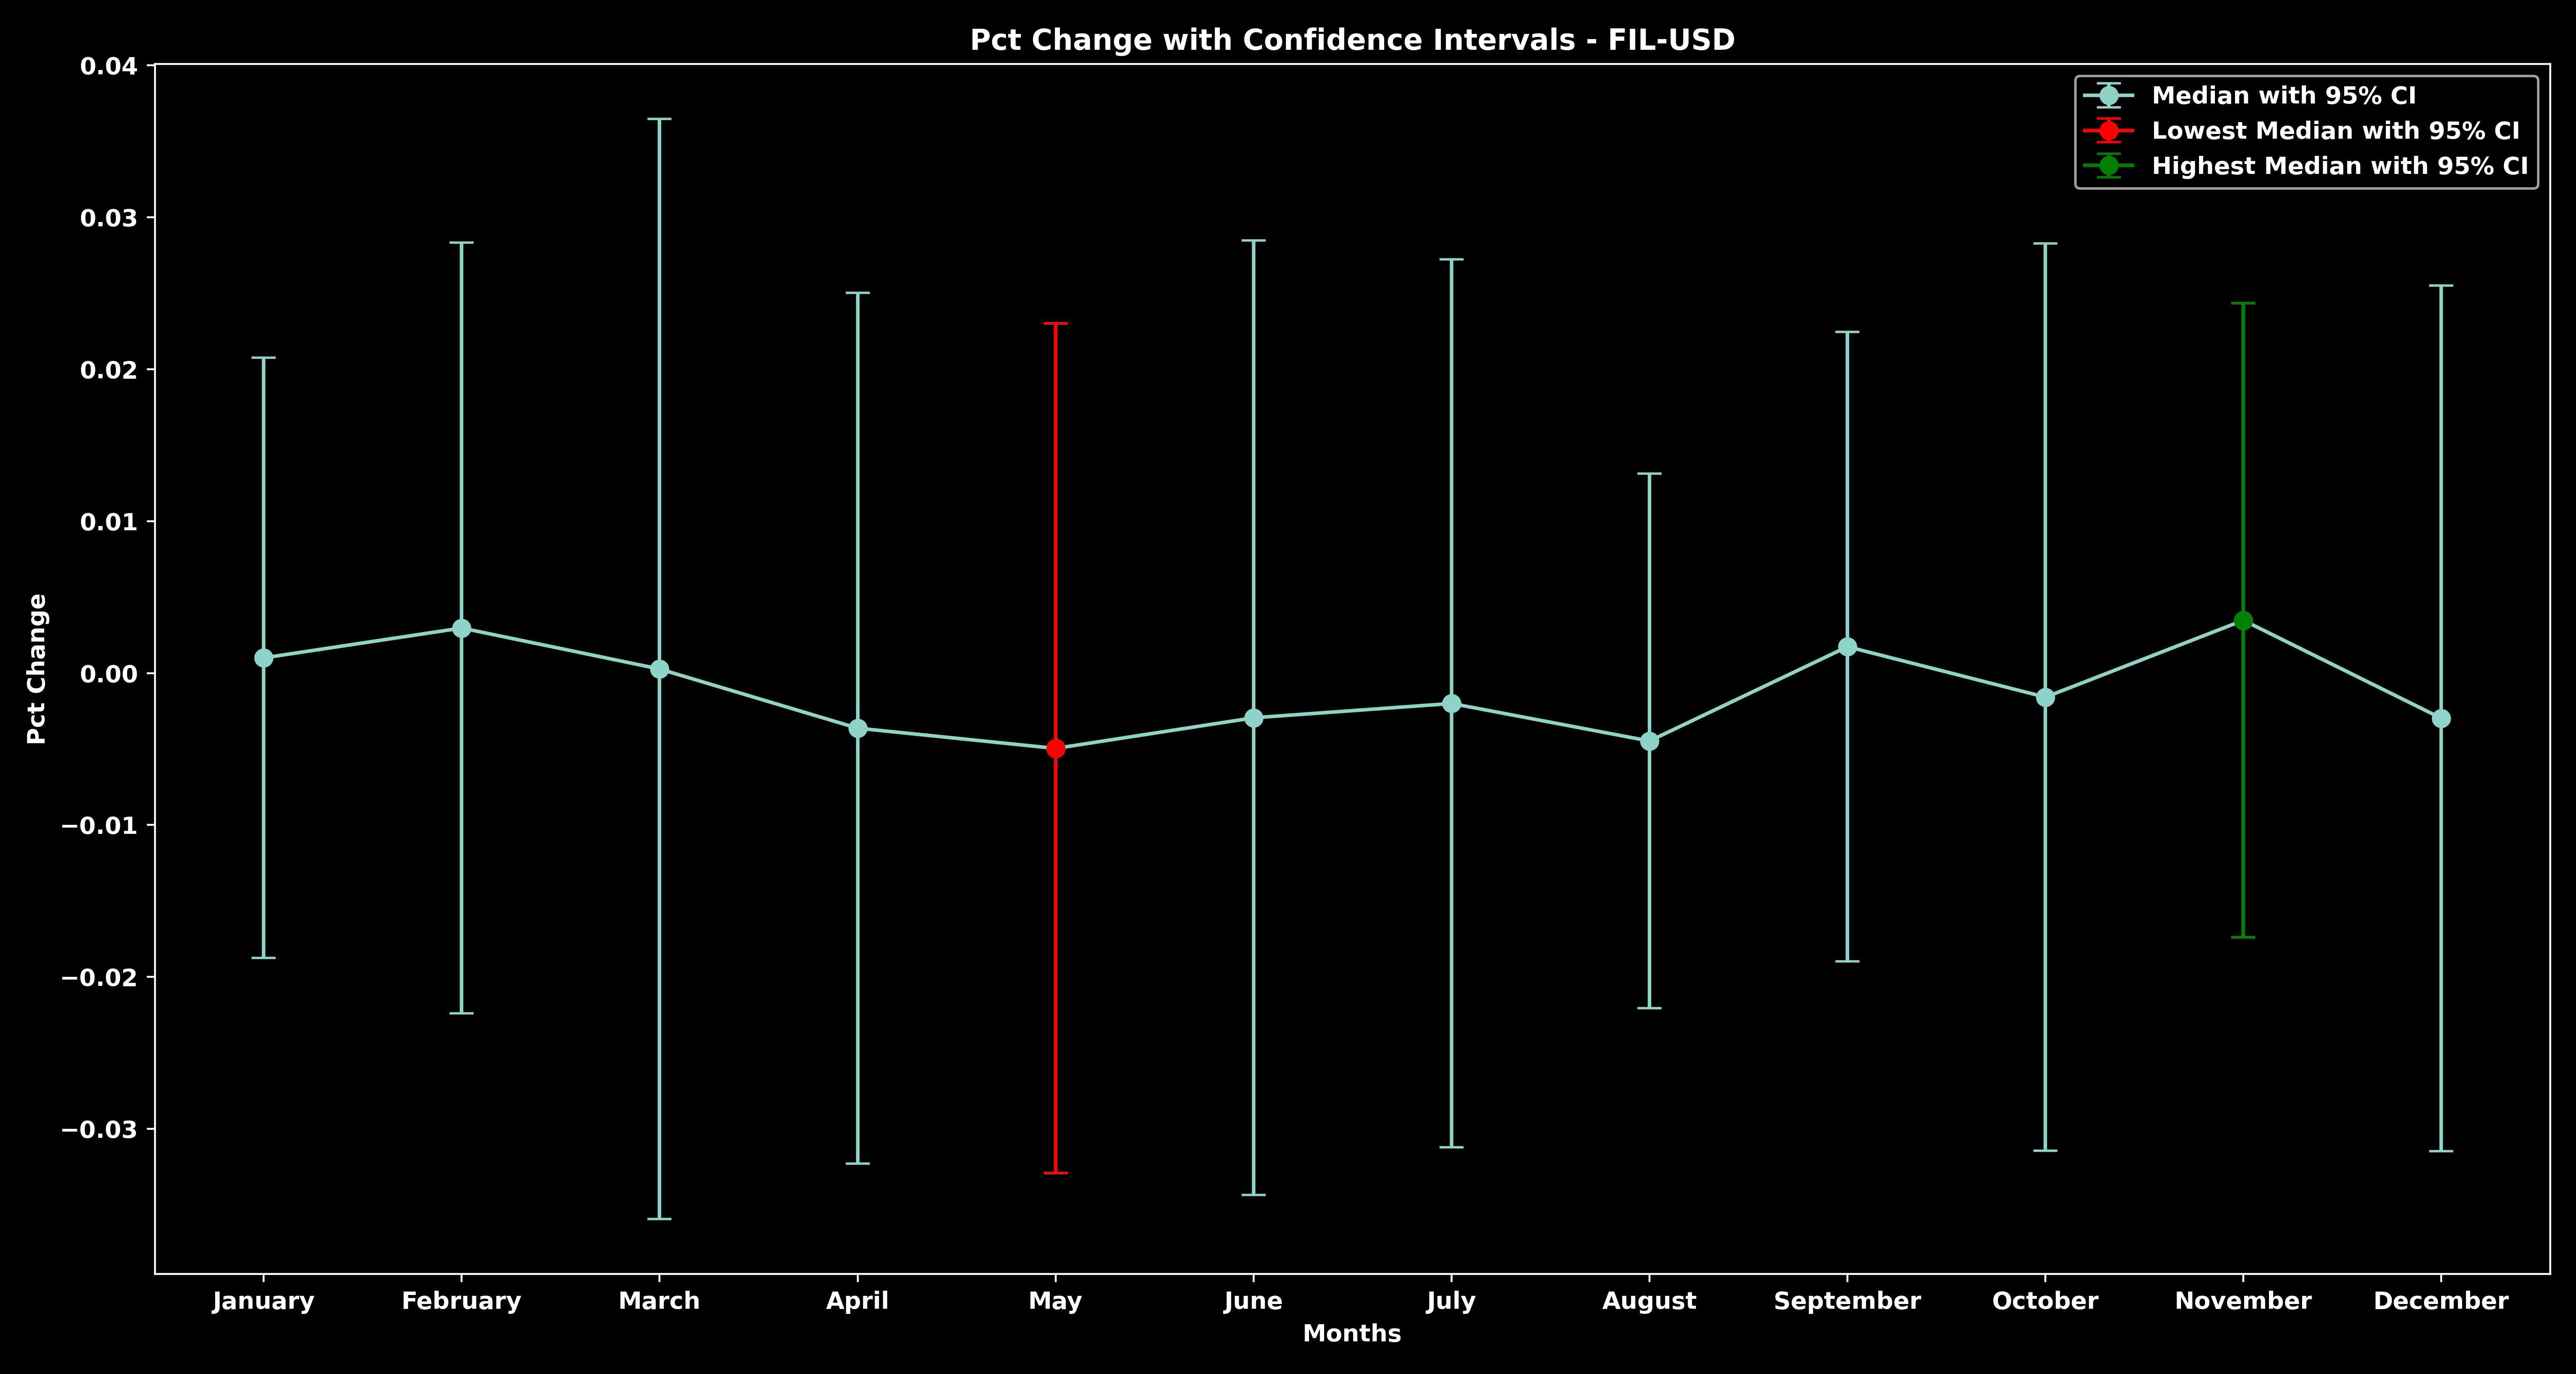 Pct Change with Confidence Intervals - FIL-USD
Median with 95% CI
Lowest Median with 95% CI
Highest Median with 95% CI
Pct Change
0.04
0.03
0.02
0.01
0.00
−0.01
−0.02
−0.03
January
February
March
April
May
June
July
August
September
October
November
December
Months